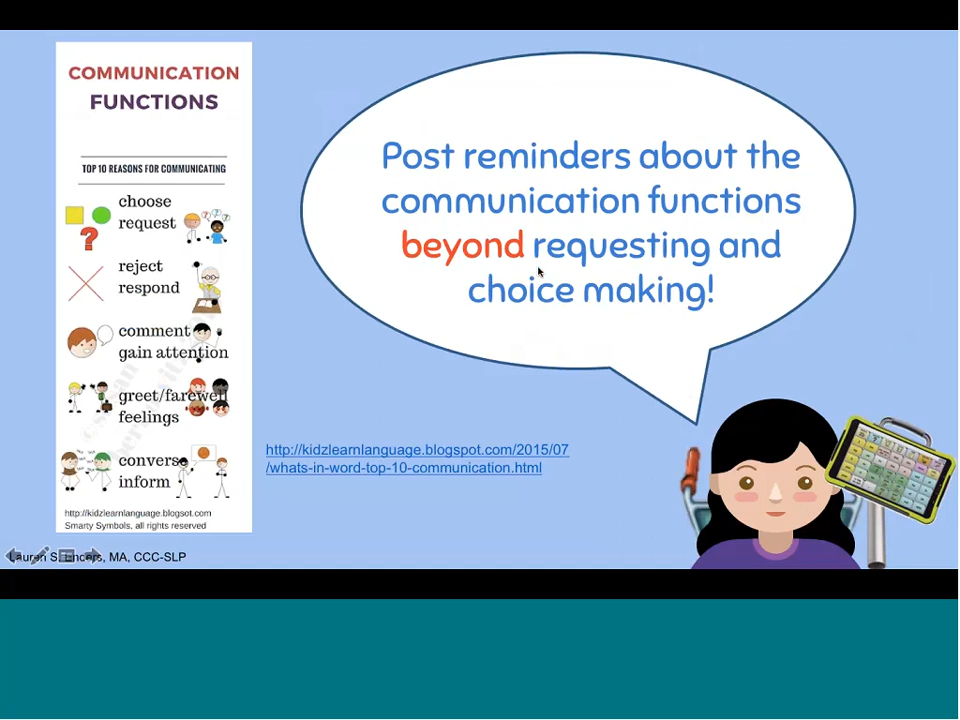 COMMUNICATION
FUNCTIONS
TOP 10 REASONS FOR COMMUNICATING
choose
request
reject
respond
comment
gain attention
greet/farewell
feelings
converse
inform
http://kidzlearnlanguage.blogspot.com
Smarty Symbols, all rights reserved
Post reminders about the
communication functions
beyond requesting and
choice making!
http://kidzlearnlanguage.blogspot.com/2015/07
/whats-in-word-top-10-communication.html
Lauren MA, CCC-SLP